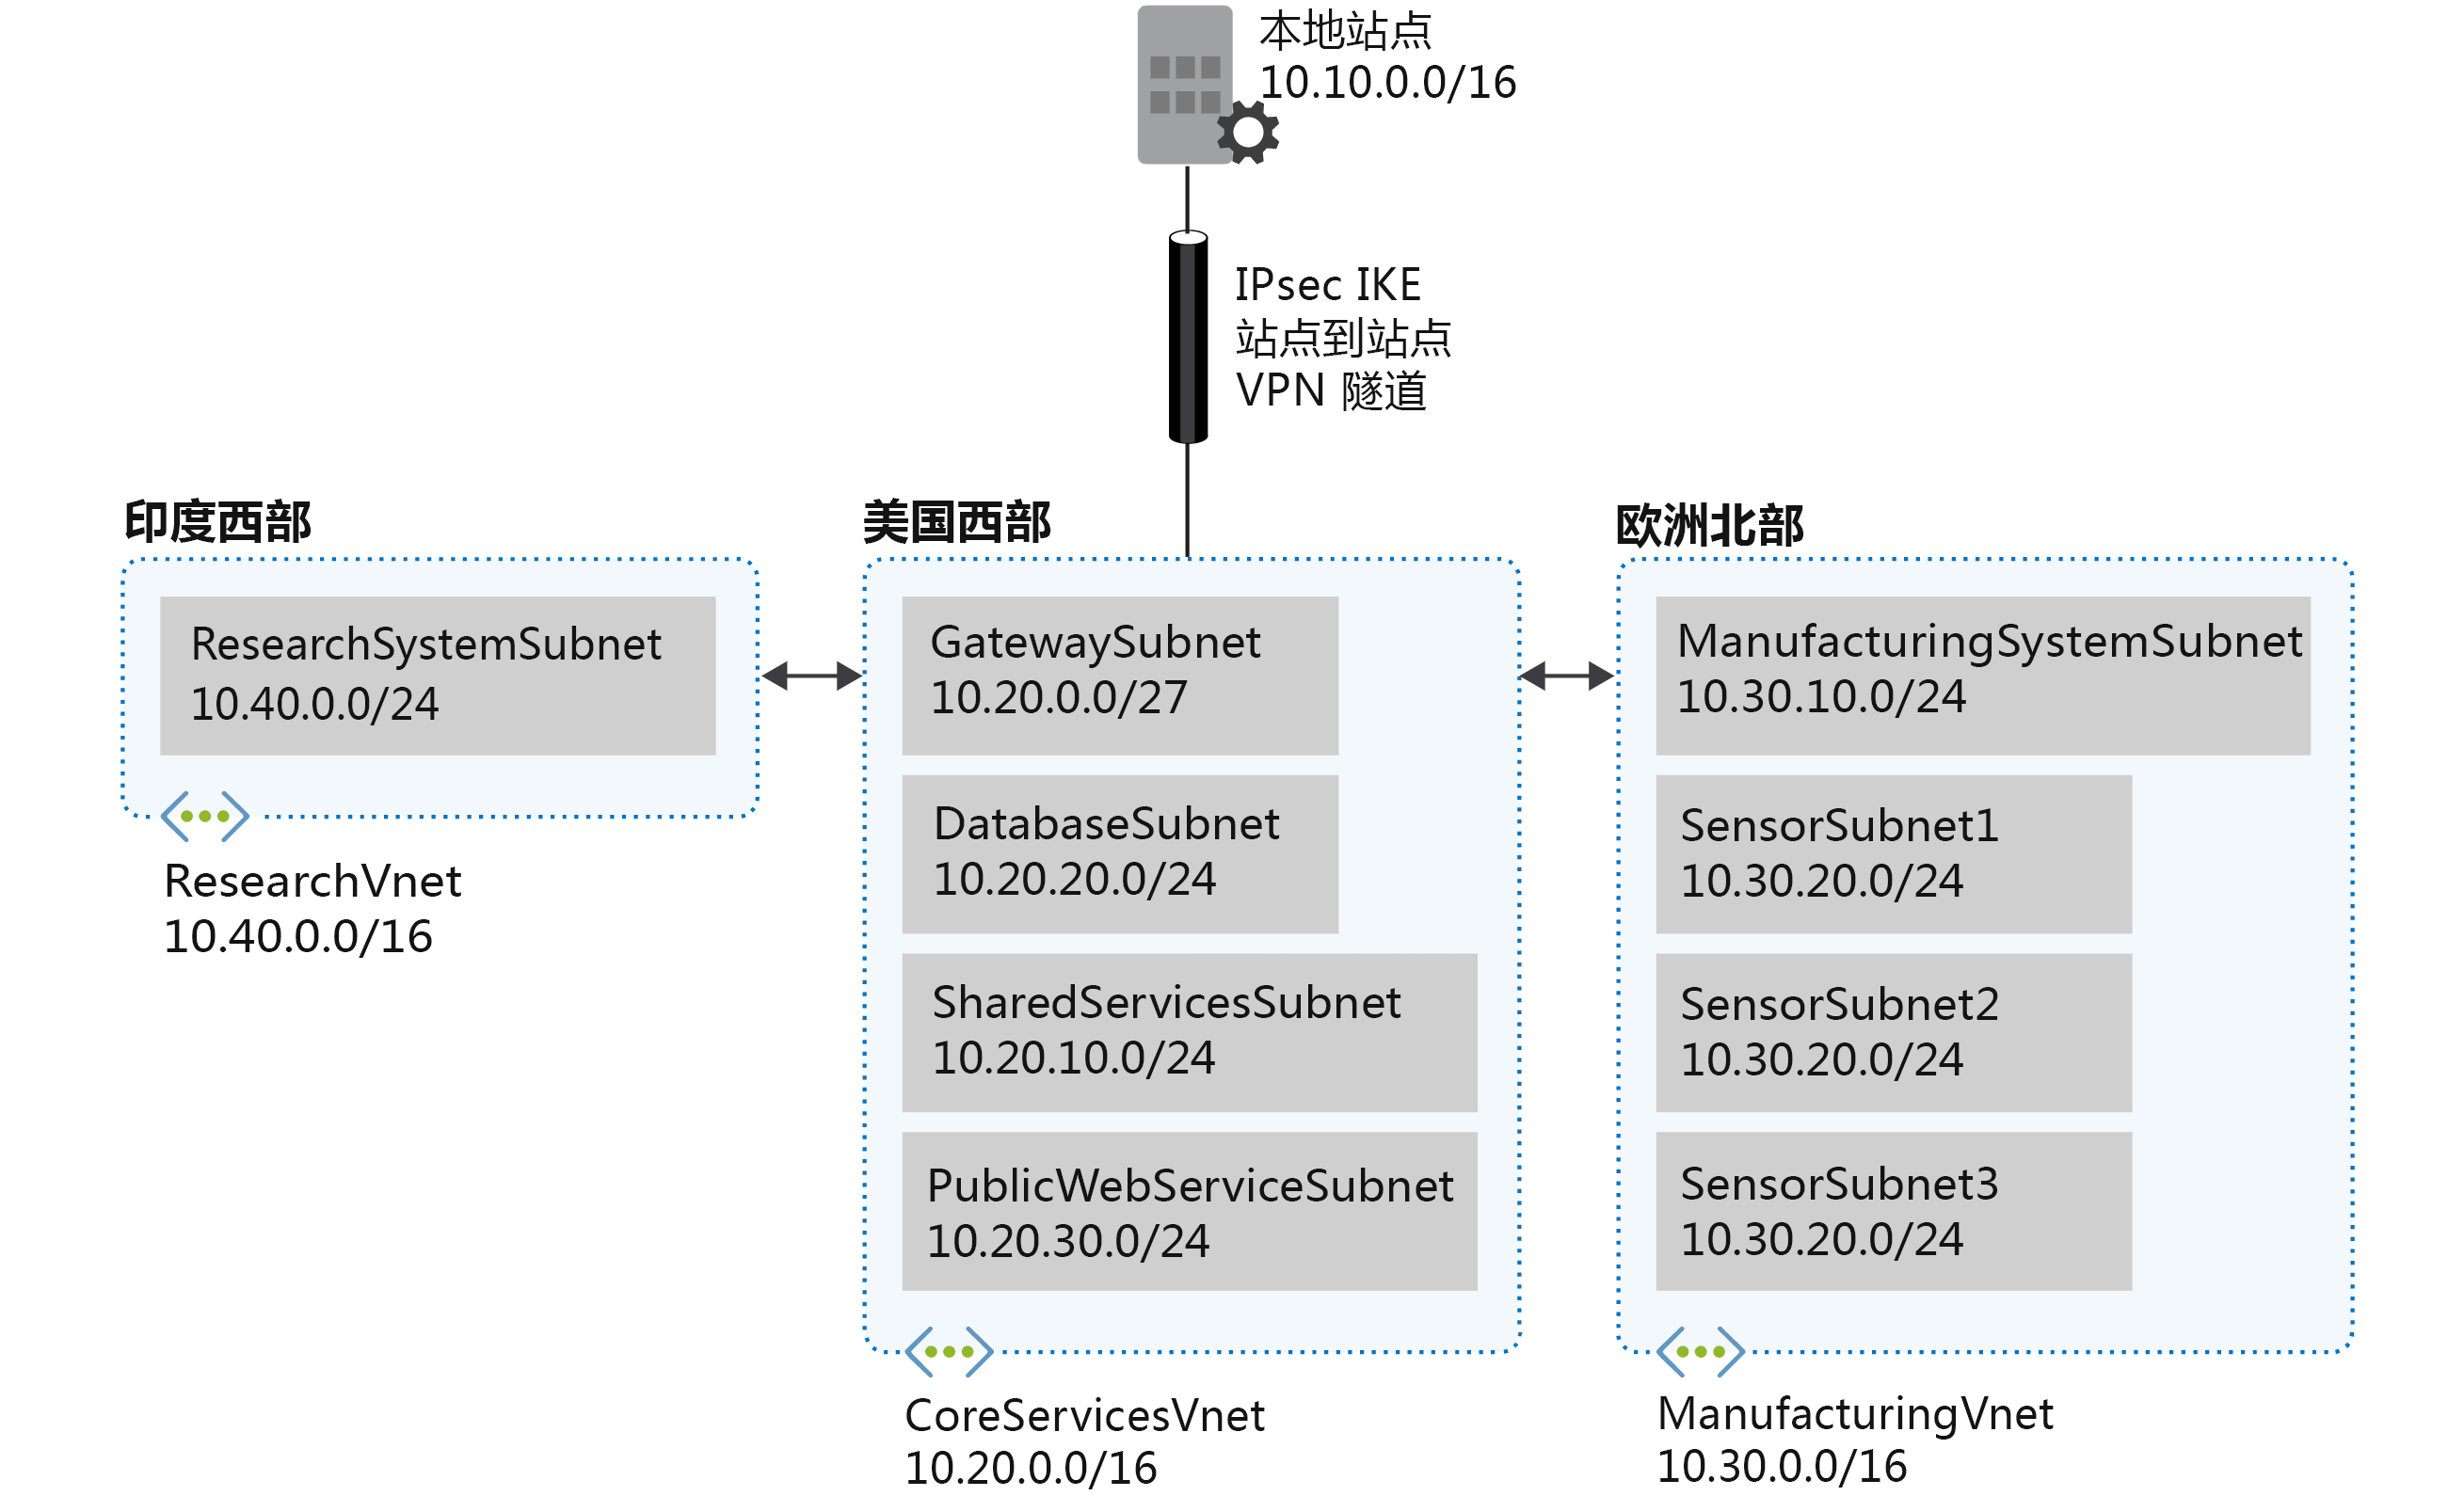 本地站点
10.10.0.0/16
IPsec IKE
站点到站点
VPN 隧道
印度西部
ResearchSystemSubnet
10.40.0.0/24
ResearchVnet
10.40.0.0/16
美国西部
GatewaySubnet
10.20.0.0/27
DatabaseSubnet
10.20.20.0/24
SharedServicesSubnet
10.20.10.0/24
PublicWebServiceSubnet
10.20.30.0/24
CoreServicesVnet
10.20.0.0/16
欧洲北部
ManufacturingSystemSubnet
10.30.10.0/24
SensorSubnet1
10.30.20.0/24
SensorSubnet2
10.30.20.0/24
SensorSubnet3
10.30.20.0/24
ManufacturingVnet
10.30.0.0/16